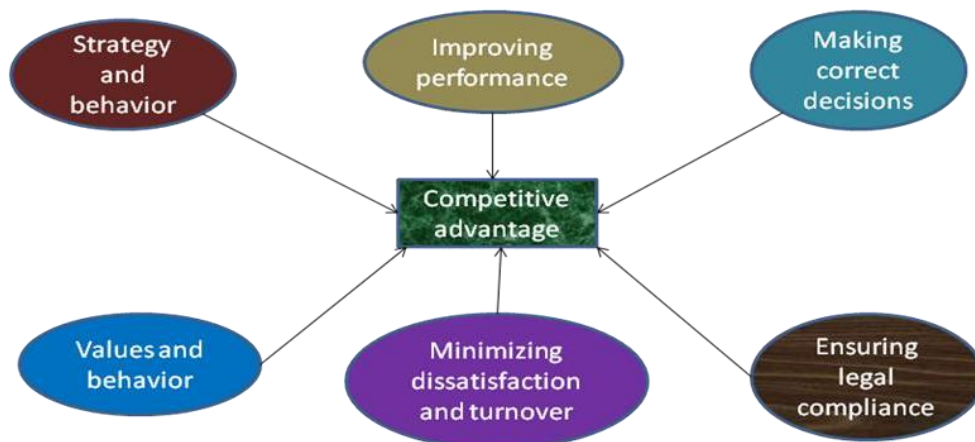 Strategy
and
behavior
Improving
performance
Making
correct
decisions
Competitive
advantage
Values and
behavior
Minimizing
dissatisfaction
and turnover
Ensuring
legal
compliance